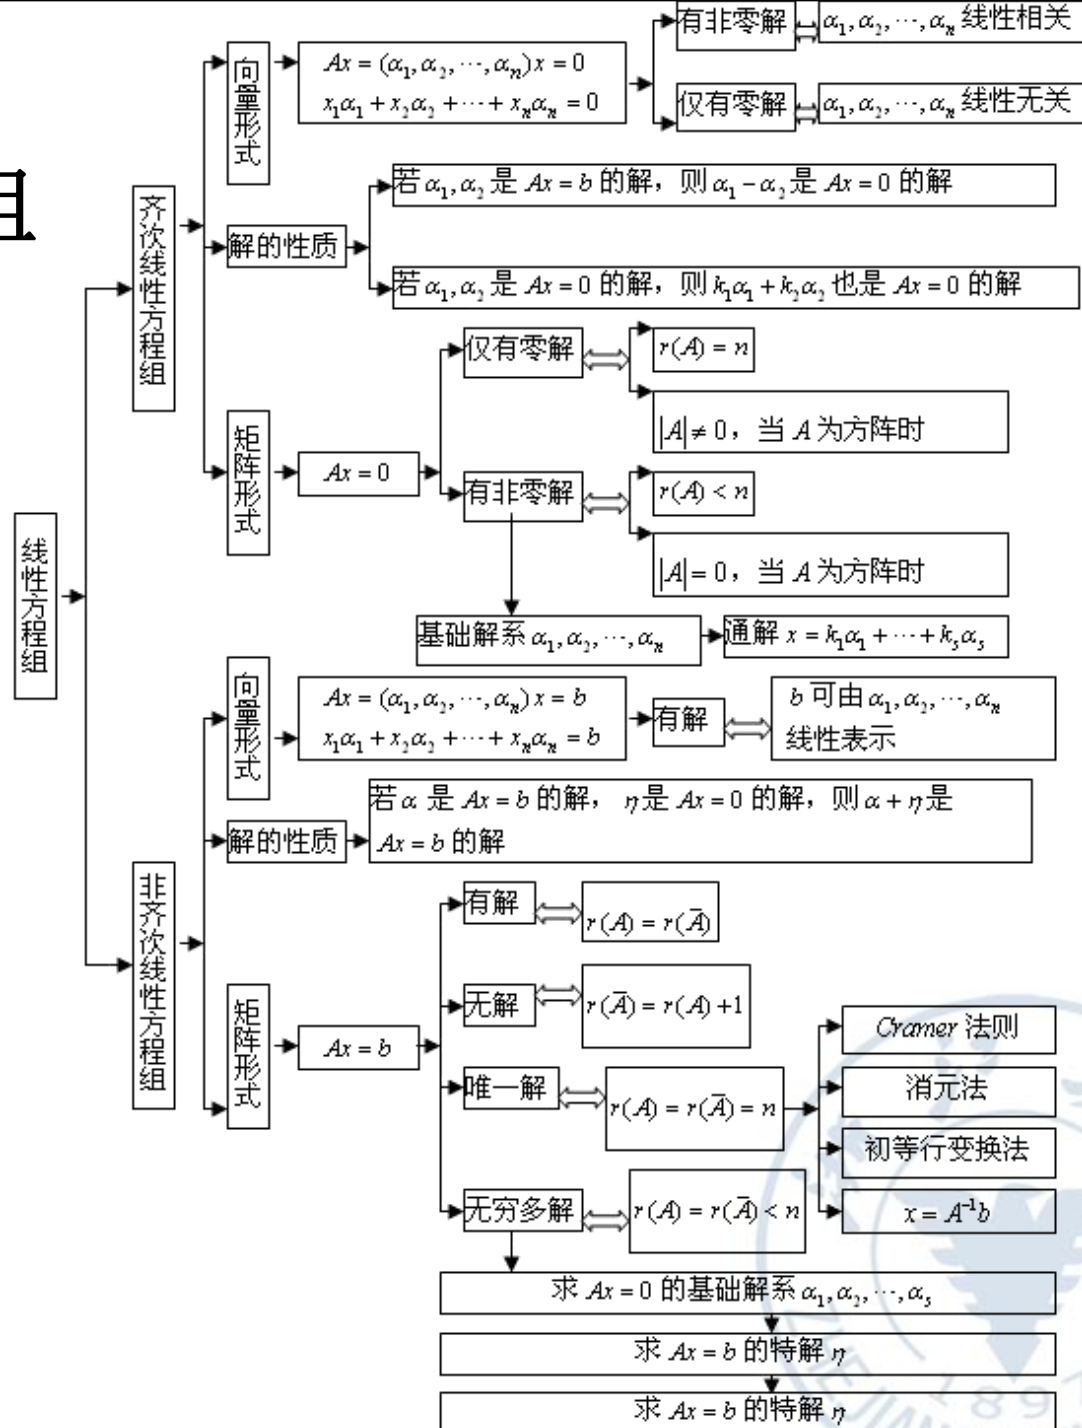 组
线性方程组
齐次线性方程组
向量形式
Ax = (α₁, α₂, ···, αₙ) x = 0
x₁α₁ + x₂α₂ + ··· + xₙαₙ = 0
有非零解
α₁, α₂, ···, αₙ 线性相关
仅有零解
α₁, α₂, ···, αₙ 线性无关
解的性质
若 α₁, α₂ 是 Ax = b 的解，则 α₁ − α₂ 是 Ax = 0 的解
若 α₁, α₂ 是 Ax = 0 的解，则 k₁α₁ + k₂α₂ 也是 Ax = 0 的解
矩阵形式
Ax = 0
仅有零解
r(A) = n
|A| ≠ 0，当 A 为方阵时
有非零解
r(A) < n
|A| = 0，当 A 为方阵时
基础解系 α₁, α₂, ···, αₙ
通解 x = k₁α₁ + ··· + kₛαₛ
非齐次线性方程组
向量形式
Ax = (α₁, α₂, ···, αₙ) x = b
x₁α₁ + x₂α₂ + ··· + xₙαₙ = b
有解
b 可由 α₁, α₂, ···, αₙ
线性表示
解的性质
若 α 是 Ax = b 的解， η是 Ax = 0 的解，则 α + η 是
Ax = b 的解
矩阵形式
Ax = b
有解
r(A) = r(Ā)
无解
r(Ā) = r(A) +1
唯一解
r(A) = r(Ā) = n
Cramer 法则
消元法
初等行变换法
x = A⁻¹b
无穷多解
r(A) = r(Ā) < n
求 Ax = 0 的基础解系 α₁, α₂, ···, αₛ
求 Ax = b 的特解 η
求 Ax = b 的特解 η